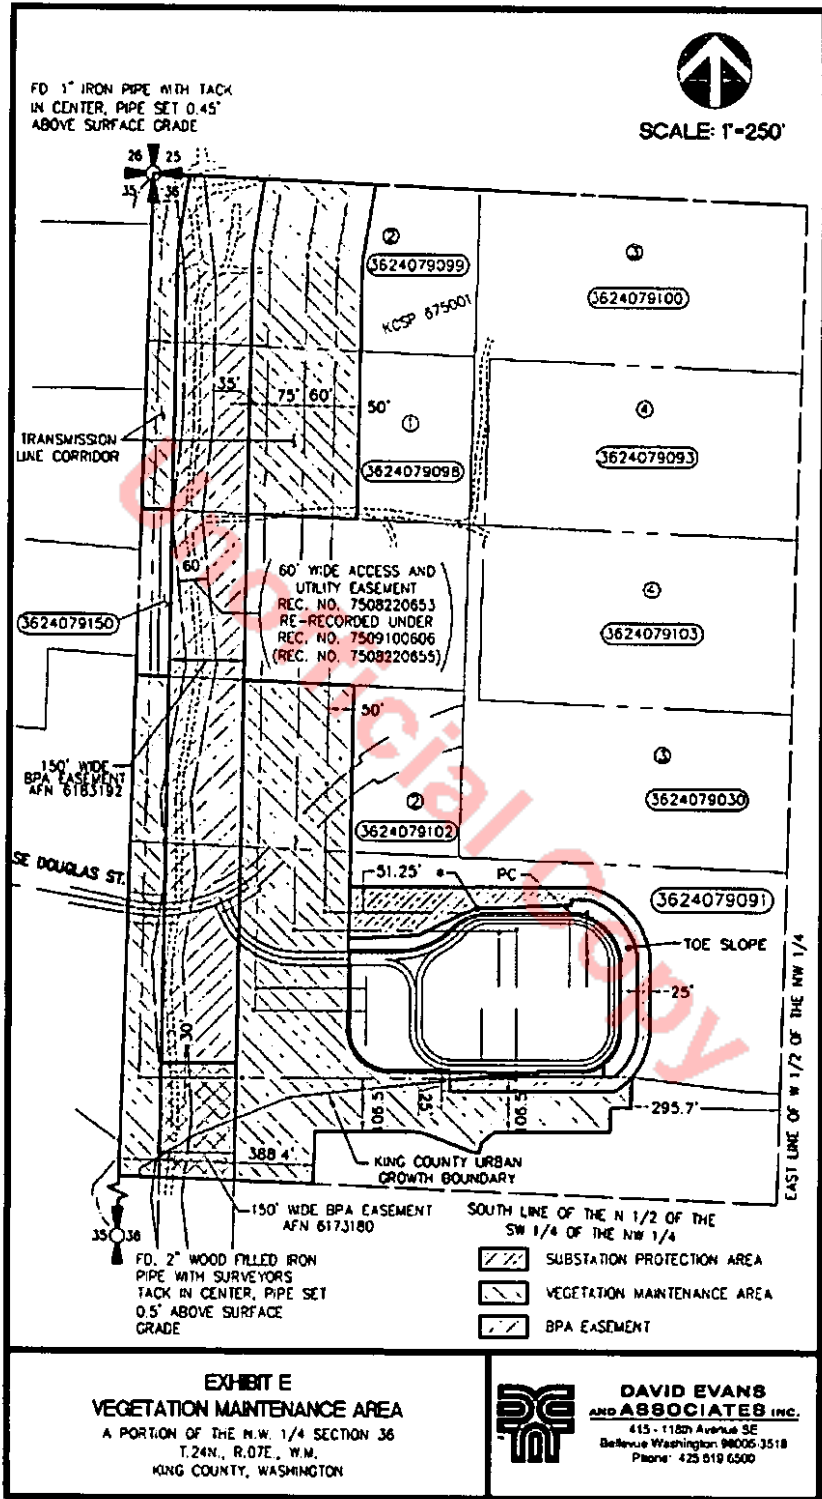 FD 1" IRON PIPE WITH TACK
IN CENTER, PIPE SET 0.45'
ABOVE SURFACE GRADE
SCALE: 1"=250'
26 25
35 36
②
3624079099
KCSP 675001
③
3624079100
35'
75' 60'
50'
①
3624079098
④
3624079093
TRANSMISSION
LINE CORRIDOR
60'
60' WIDE ACCESS AND
UTILITY EASEMENT
REC. NO. 7508220653
RE-RECORDED UNDER
REC. NO. 7509100606
(REC. NO. 7508220655)
3624079150
④
3624079103
50'
150' WIDE
BPA EASEMENT
AFN 6183192
②
3624079102
③
3624079030
SE DOUGLAS ST.
51.25'
PC
3624079091
TOE SLOPE
25'
EAST LINE OF W 1/2 OF THE NW 1/4
30
106.5
25.
106.5
295.7'
388.4'
KING COUNTY URBAN
GROWTH BOUNDARY
150' WIDE BPA EASEMENT
AFN 6173180
SOUTH LINE OF THE N 1/2 OF THE
SW 1/4 OF THE NW 1/4
35 36
FD. 2" WOOD FILLED IRON
PIPE WITH SURVEYORS
TACK IN CENTER, PIPE SET
0.5' ABOVE SURFACE
GRADE
SUBSTATION PROTECTION AREA
VEGETATION MAINTENANCE AREA
BPA EASEMENT
Unofficial Copy
EXHIBIT E
VEGETATION MAINTENANCE AREA
A PORTION OF THE N.W. 1/4 SECTION 36
T.24N., R.07E., W.M.
KING COUNTY, WASHINGTON
DAVID EVANS
AND ASSOCIATES INC.
415 - 118th Avenue SE
Bellevue Washington 98005-3518
Phone: 425 519 6500